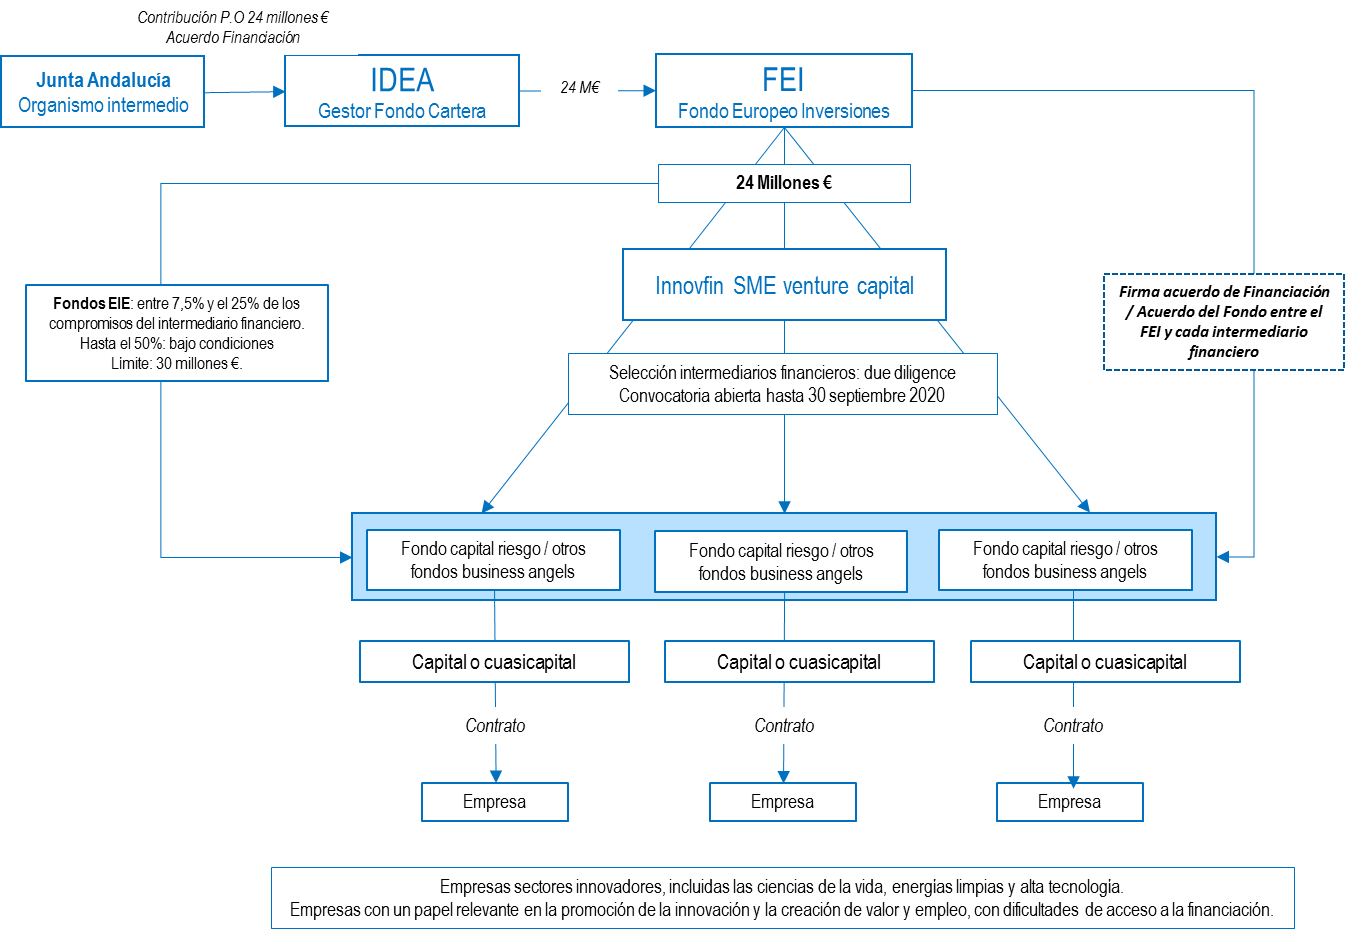 Contribución P.O 24 millones €
Acuerdo Financiación
Junta Andalucía
Organismo intermedio
IDEA
Gestor Fondo Cartera
24 M€
FEI
Fondo Europeo Inversiones
24 Millones €
Innovfin SME venture capital
Fondos EIE: entre 7,5% y el 25% de los
compromisos del intermediario financiero.
Hasta el 50%: bajo condiciones
Limite: 30 millones €.
Firma acuerdo de Financiación
/ Acuerdo del Fondo entre el
FEI y cada intermediario
financiero
Selección intermediarios financieros: due diligence
Convocatoria abierta hasta 30 septiembre 2020
Fondo capital riesgo / otros
fondos business angels
Fondo capital riesgo / otros
fondos business angels
Fondo capital riesgo / otros
fondos business angels
Capital o cuasicapital
Capital o cuasicapital
Capital o cuasicapital
Contrato
Contrato
Contrato
Empresa
Empresa
Empresa
Empresas sectores innovadores, incluidas las ciencias de la vida, energías limpias y alta tecnología.
Empresas con un papel relevante en la promoción de la innovación y la creación de valor y empleo, con dificultades de acceso a la financiación.